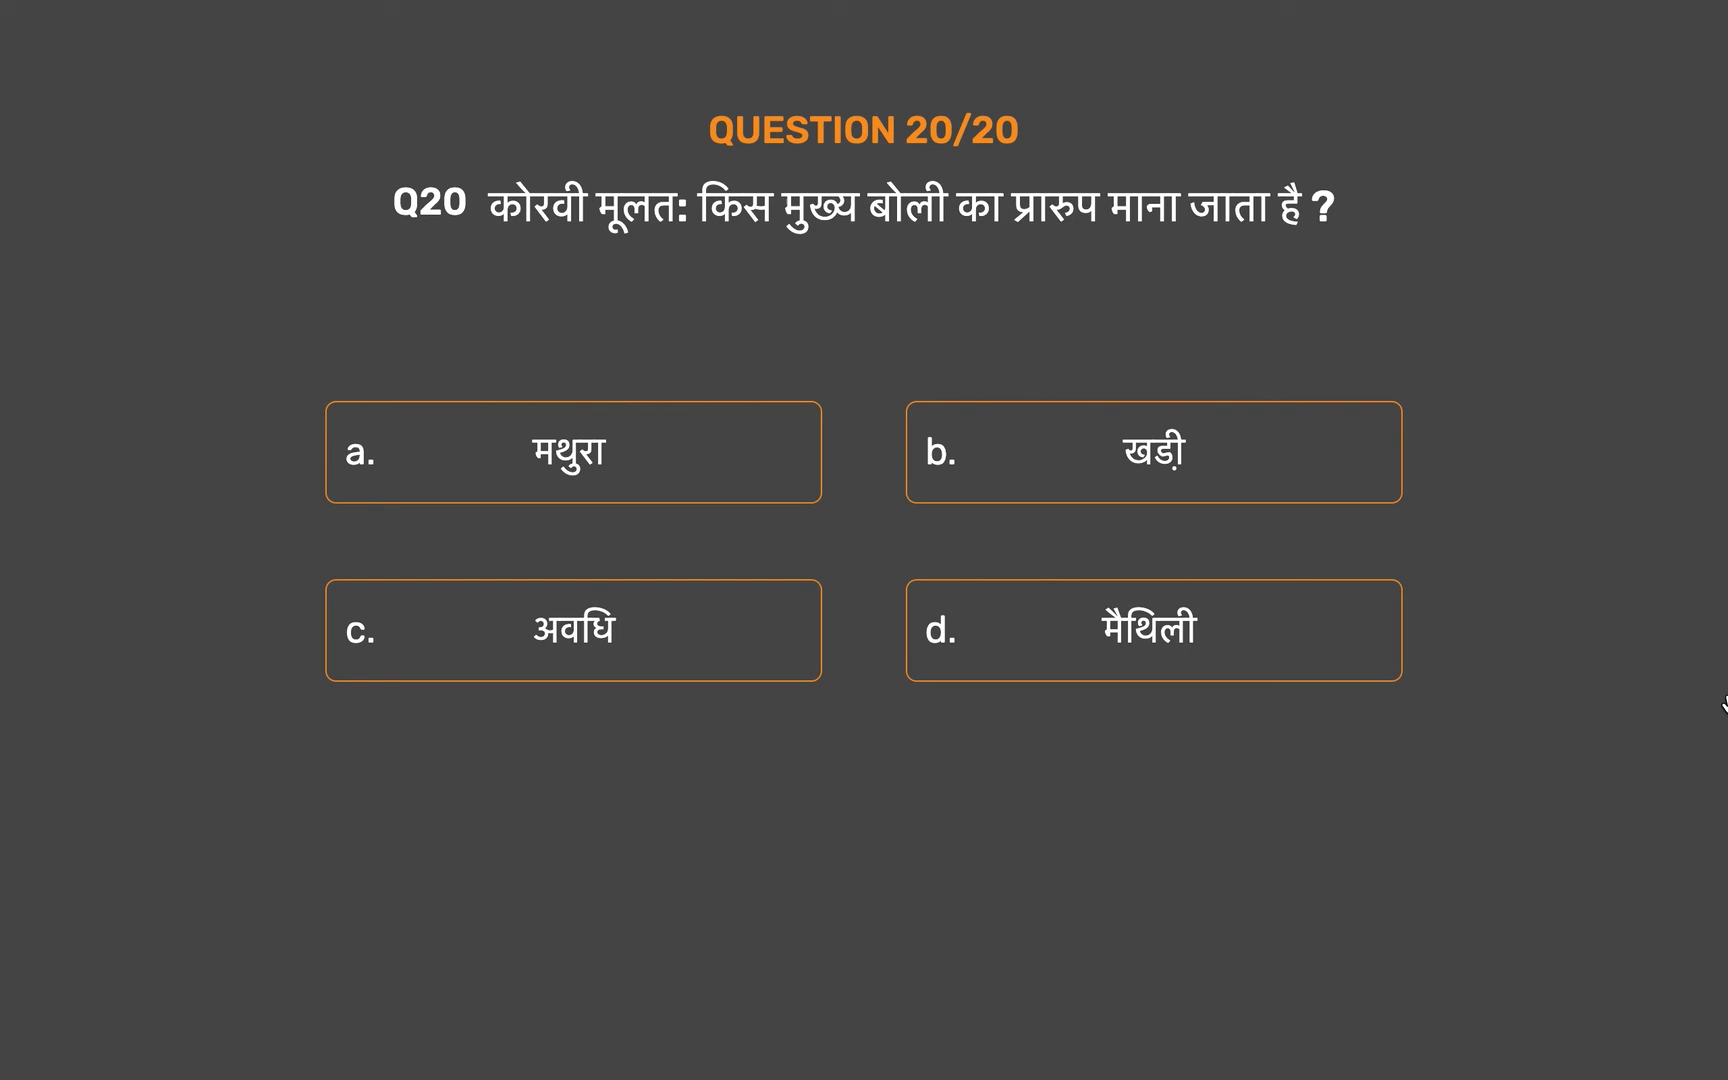 QUESTION 20/20
Q20 कोरवी मूलत: किस मुख्य बोली का प्रारुप माना जाता है ?
a. मथुरा
b. खड़ी
c. अवधि
d. मैथिली